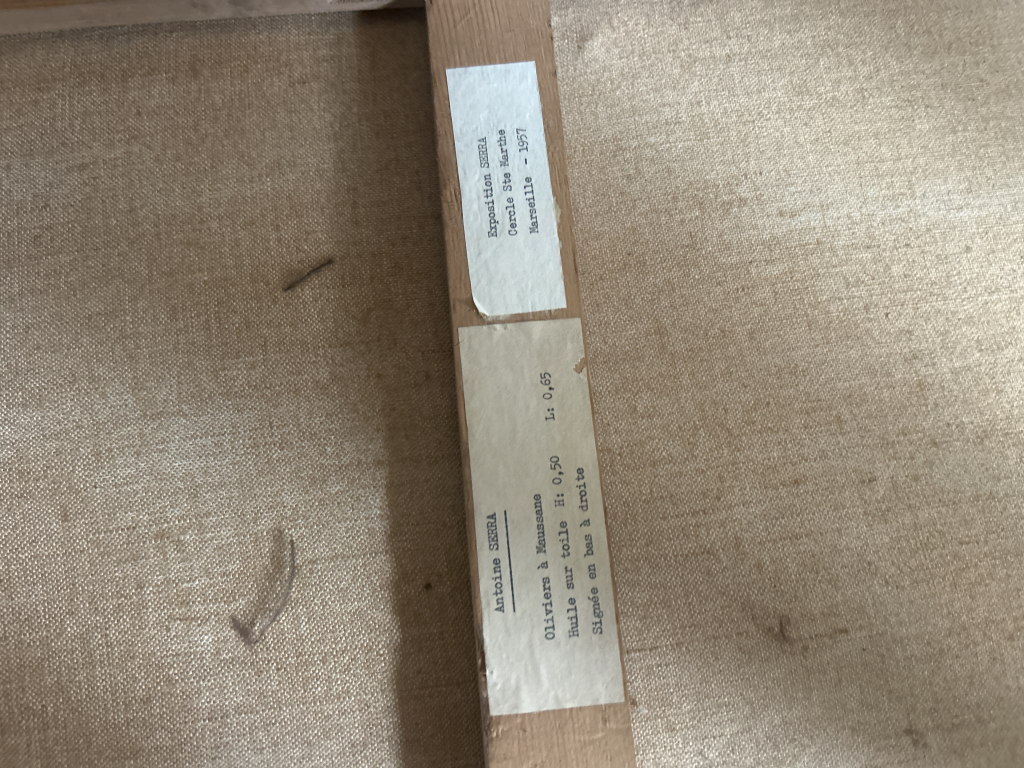 Exposition SERRA
Cercle Ste Marthe
Marseille - 1957
Antoine SERRA
Oliviers à Maussane
Huile sur toile H: 0,50 L: 0,65
Signée en bas à droite